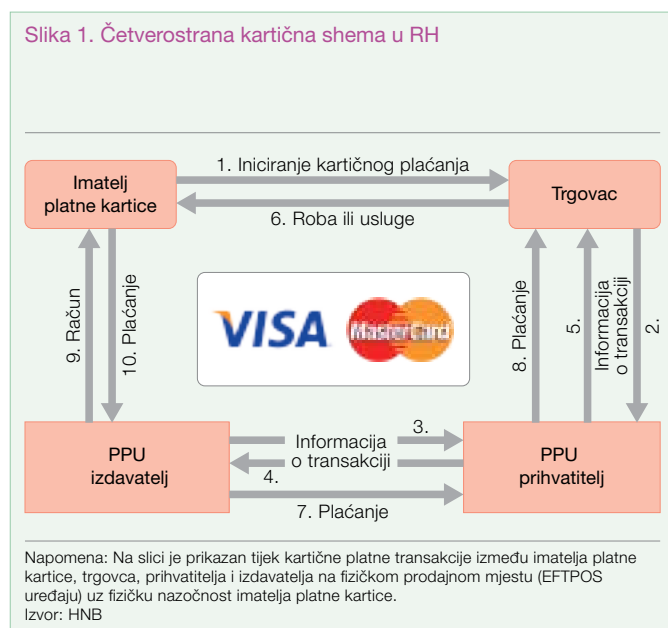 Slika 1. Četverostrana kartična shema u RH
Imatelj
platne kartice
1. Iniciranje kartičnog plaćanja
6. Roba ili usluge
Trgovac
9. Račun
10. Plaćanje
VISA
MasterCard
8. Plaćanje
5.
Informacija
o transakciji
2.
PPU
izdavatelj
3.
Informacija
o transakciji
4.
7. Plaćanje
PPU
prihvatitelj
Napomena: Na slici je prikazan tijek kartične platne transakcije između imatelja platne
kartice, trgovca, prihvatitelja i izdavatelja na fizičkom prodajnom mjestu (EFTPOS
uređaju) uz fizičku nazočnost imatelja platne kartice.
Izvor: HNB